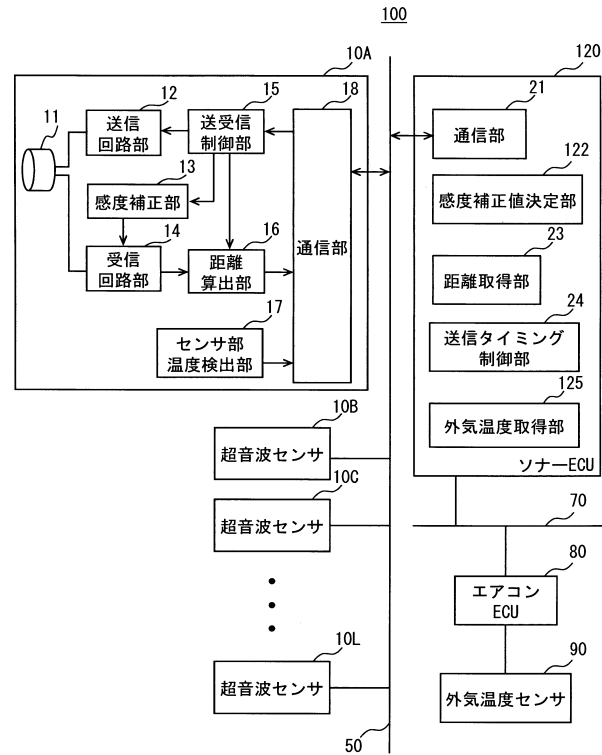 100
10A
11
12
送信
回路部
15
送受信
制御部
18
通信部
13
感度補正部
14
受信
回路部
16
距離
算出部
17
センサ部
温度検出部
10B
超音波センサ
10C
超音波センサ
10L
超音波センサ
50
120
21
通信部
122
感度補正値決定部
23
距離取得部
24
送信タイミング
制御部
125
外気温度取得部
ソナーECU
70
80
エアコン
ECU
90
外気温度センサ